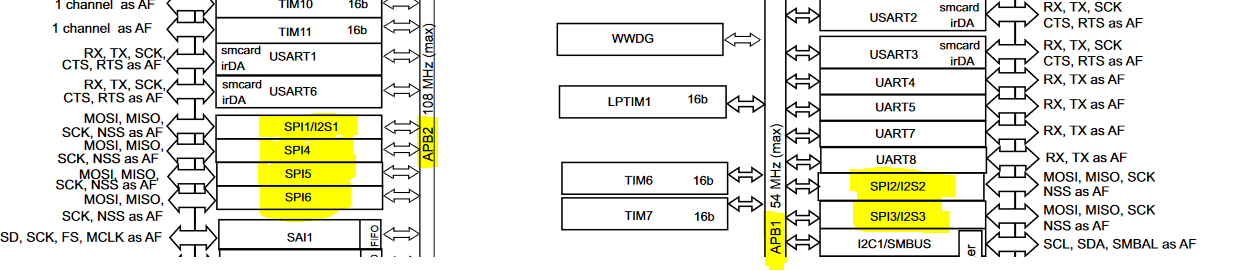 1 channel as AF
TIM10 16b
1 channel as AF
TIM11 16b
RX, TX, SCK,
CTS, RTS as AF
smcard
irDA
USART1
RX, TX, SCK,
CTS, RTS as AF
smcard
irDA
USART6
MOSI, MISO,
SCK, NSS as AF
SPI1/I2S1
MOSI, MISO,
SCK, NSS as AF
SPI4
MOSI, MISO,
SCK, NSS as AF
SPI5
MOSI, MISO,
SCK, NSS as AF
SPI6
SD, SCK, FS, MCLK as AF
SAI1
FIFO
APB2 108 MHz (max)
WWDG
LPTIM1 16b
TIM6 16b
TIM7 16b
APB1 54 MHz (max)
USART2
smcard
irDA
RX, TX, SCK
CTS, RTS as AF
USART3
smcard
irDA
RX, TX, SCK
CTS, RTS as AF
UART4
RX, TX as AF
UART5
RX, TX as AF
UART7
RX, TX as AF
UART8
RX, TX as AF
SPI2/I2S2
MOSI, MISO, SCK
NSS as AF
SPI3/I2S3
MOSI, MISO, SCK
NSS as AF
I2C1/SMBUS
er
SCL, SDA, SMBAL as AF